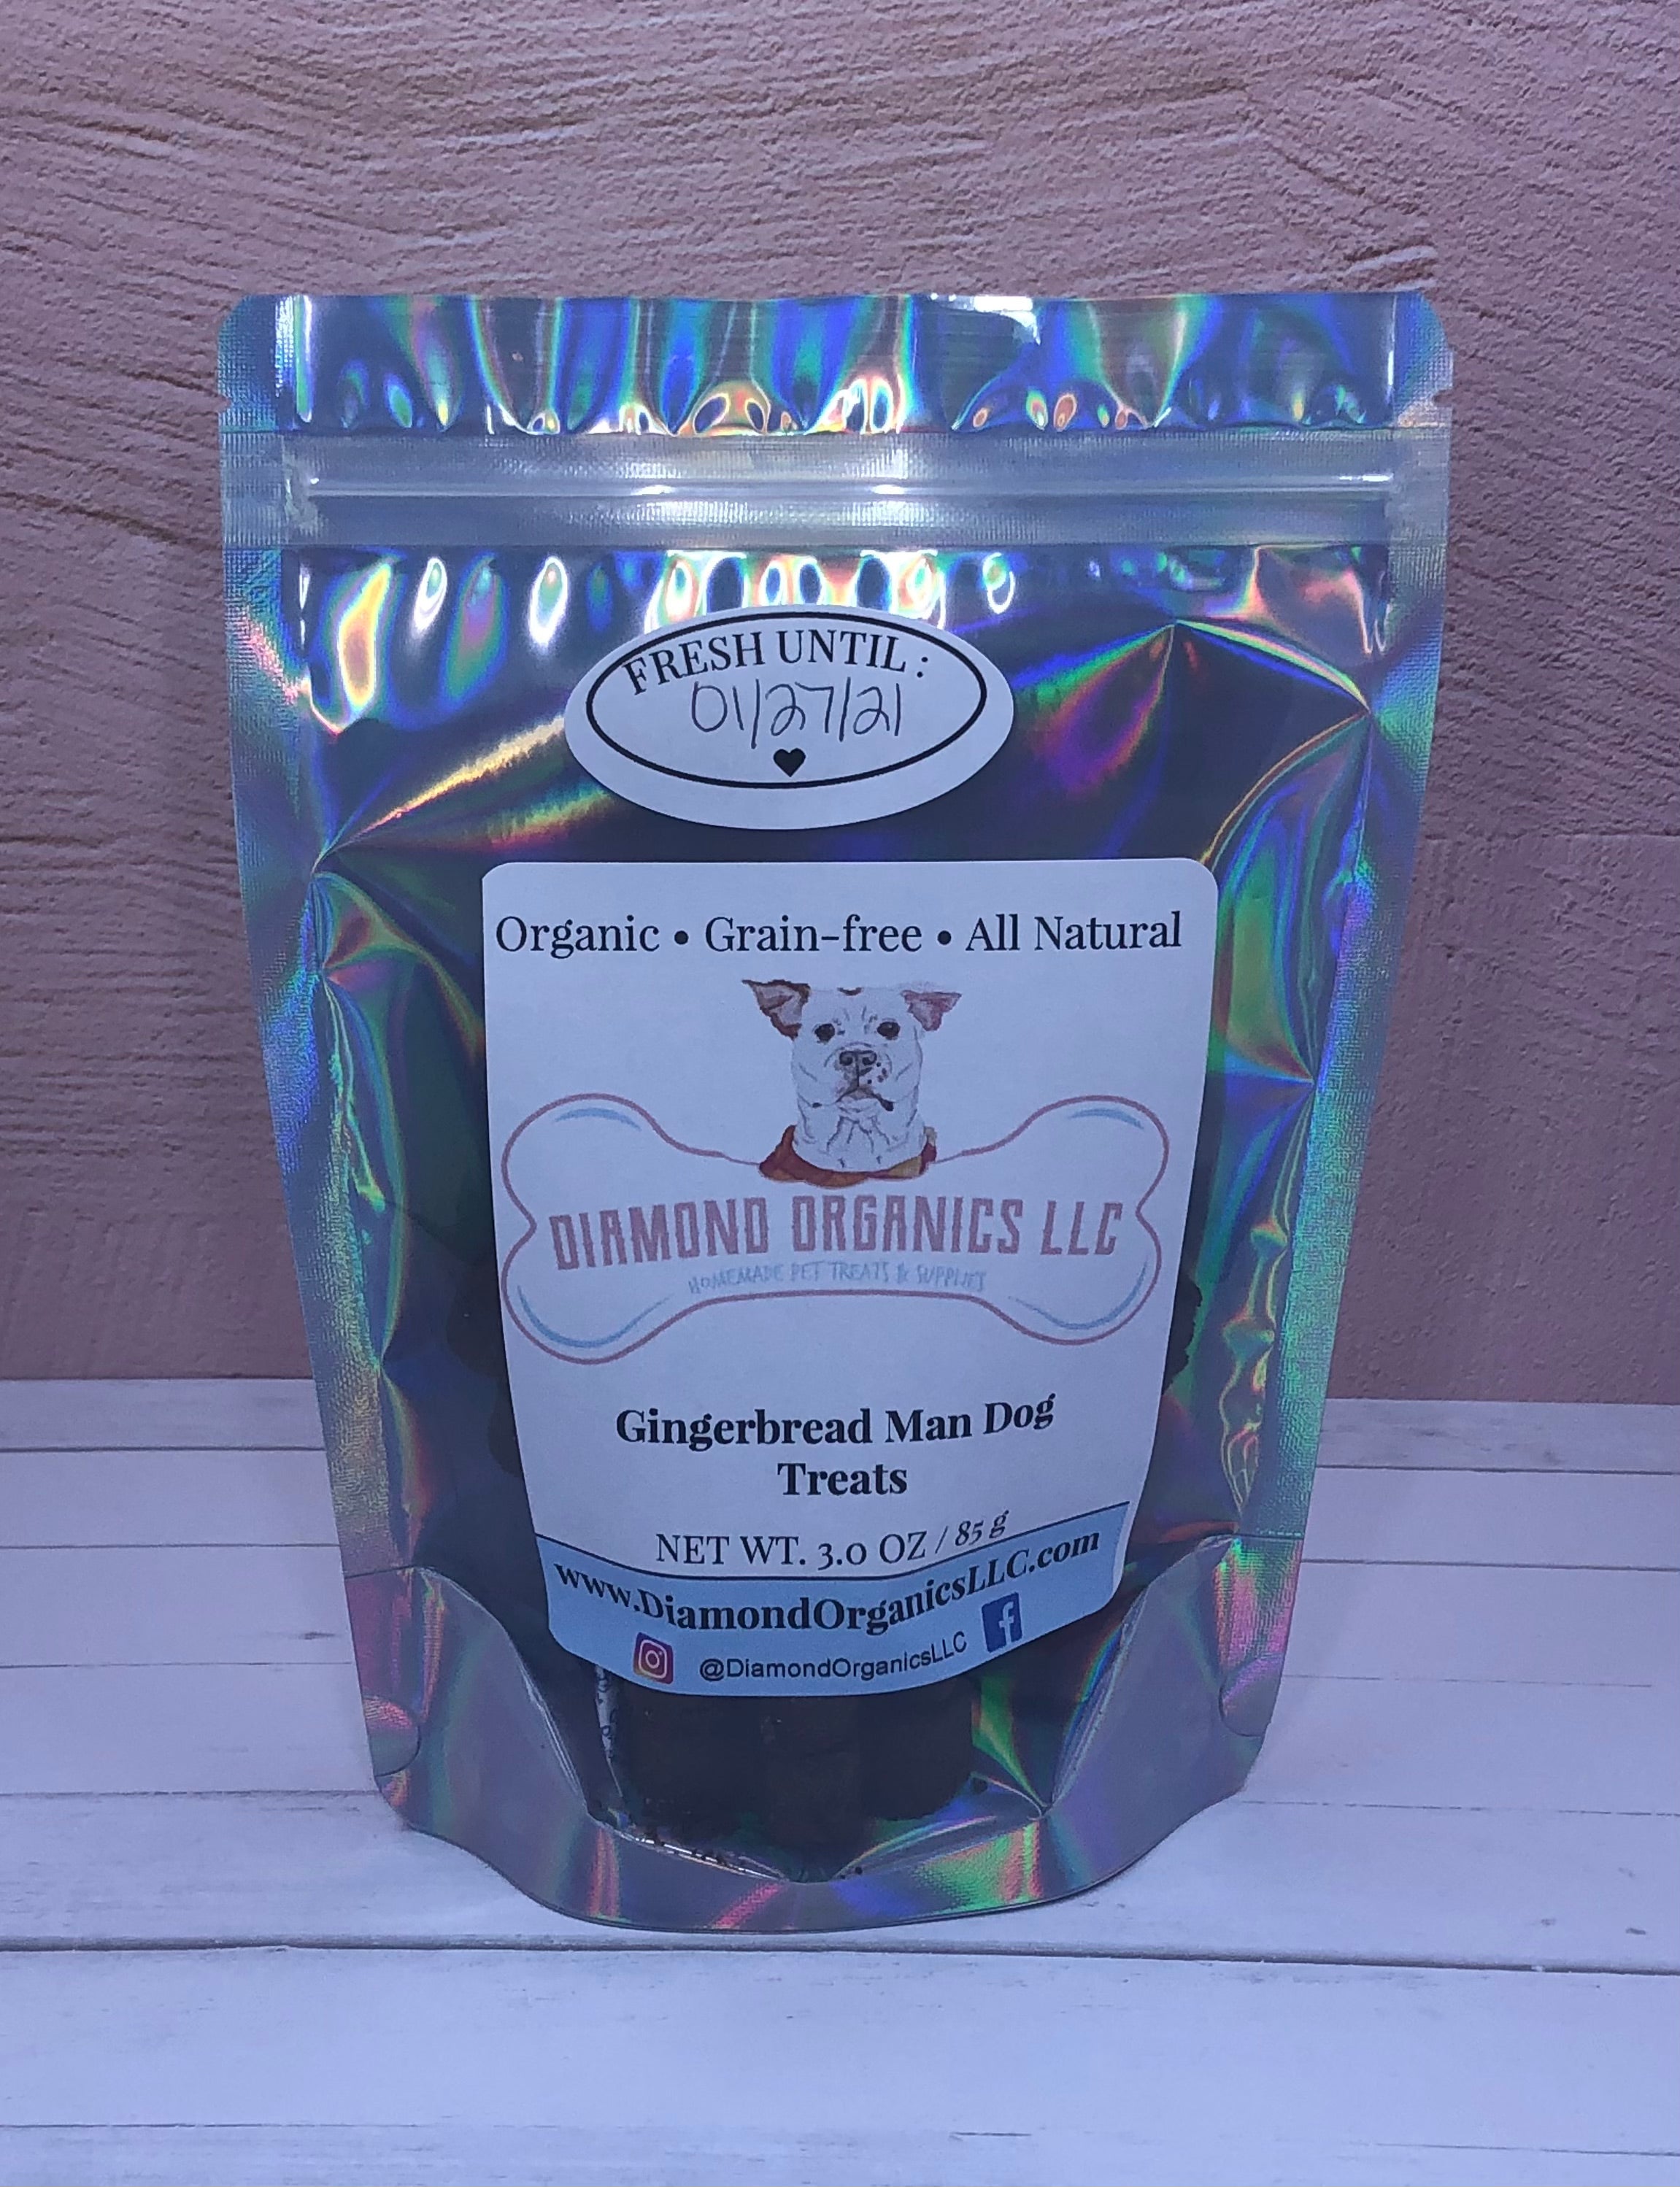 FRESH UNTIL :
01/27/21
Organic • Grain-free • All Natural
DIAMOND ORGANICS LLC
HOMEMADE PET TREATS & SUPPLIES
Gingerbread Man Dog
Treats
NET WT. 3.0 OZ / 85 g
www.DiamondOrganicsLLC.com
@DiamondOrganicsLLC